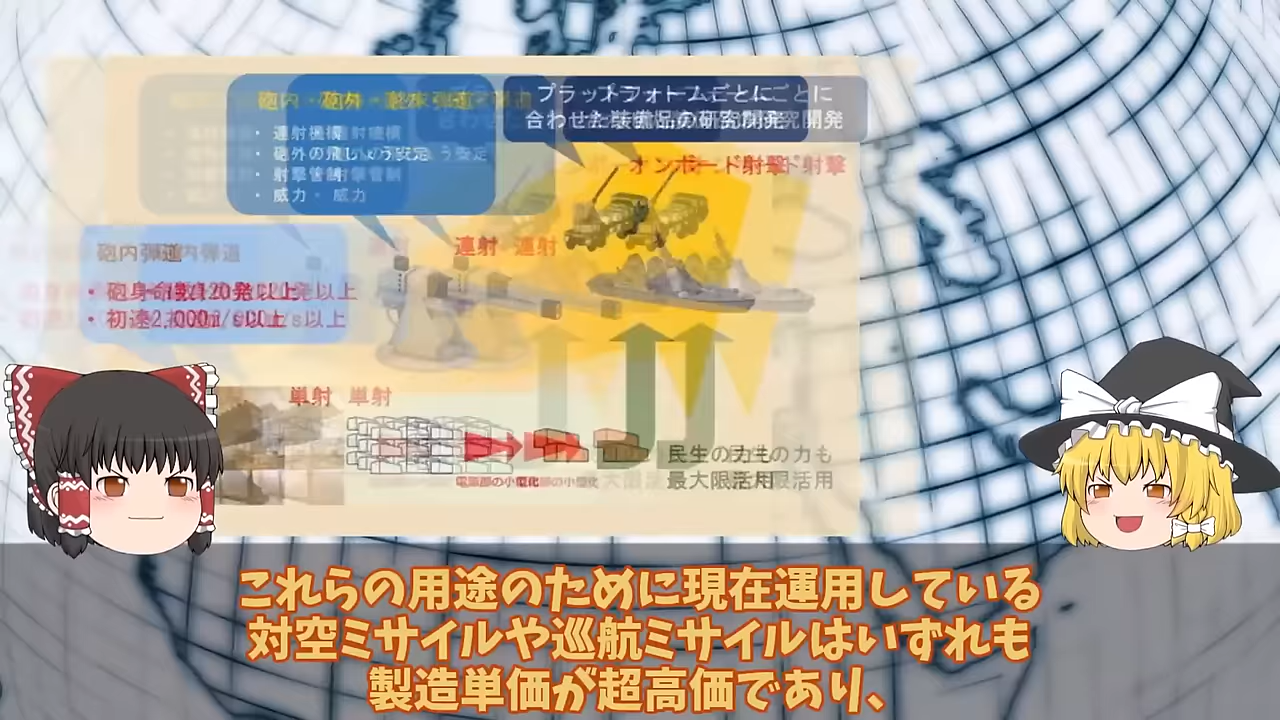 砲内・砲外・終末弾道
・連射機構
・砲外の飛しょう安定
・射撃管制
・威力
プラットフォームごとに
合わせた装備品の研究開発
オンボード射撃
砲内弾道
連射
・砲身命数120発以上
・初速2,000m/s以上
単射
電源部の小型化
民生の力も
最大限活用
これらの用途のために現在運用している
対空ミサイルや巡航ミサイルはいずれも
製造単価が超高価であり、